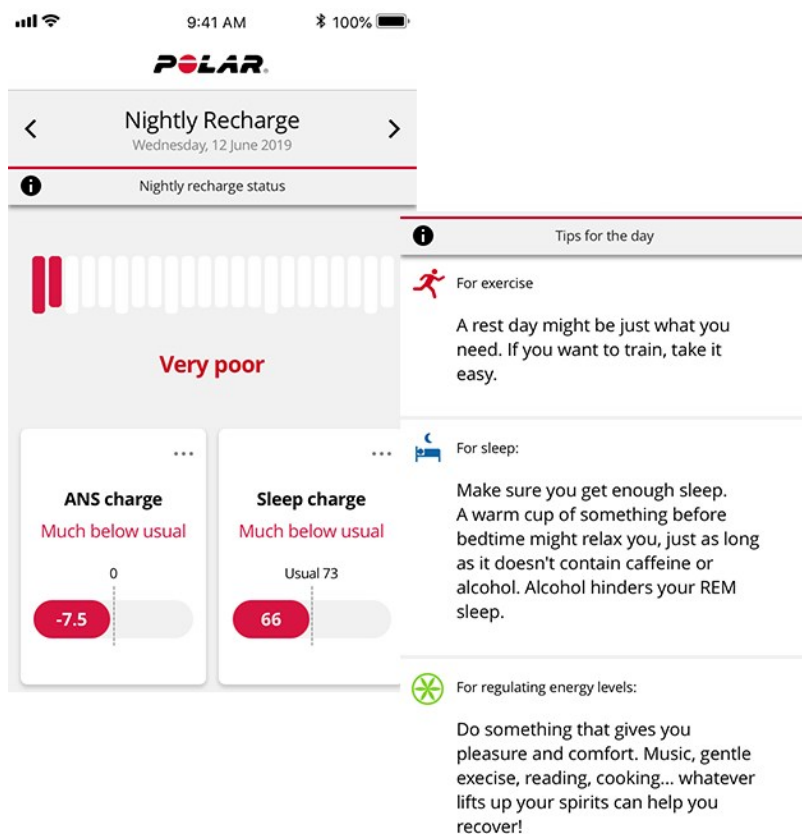 9:41 AM
100%
POLAR
Nightly Recharge
Wednesday, 12 June 2019
Nightly recharge status
Very poor
ANS charge
Much below usual
0
-7.5
Sleep charge
Much below usual
Usual 73
66
Tips for the day
For exercise
A rest day might be just what you
need. If you want to train, take it
easy.
For sleep:
Make sure you get enough sleep.
A warm cup of something before
bedtime might relax you, just as long
as it doesn't contain caffeine or
alcohol. Alcohol hinders your REM
sleep.
For regulating energy levels:
Do something that gives you
pleasure and comfort. Music, gentle
execise, reading, cooking... whatever
lifts up your spirits can help you
recover!